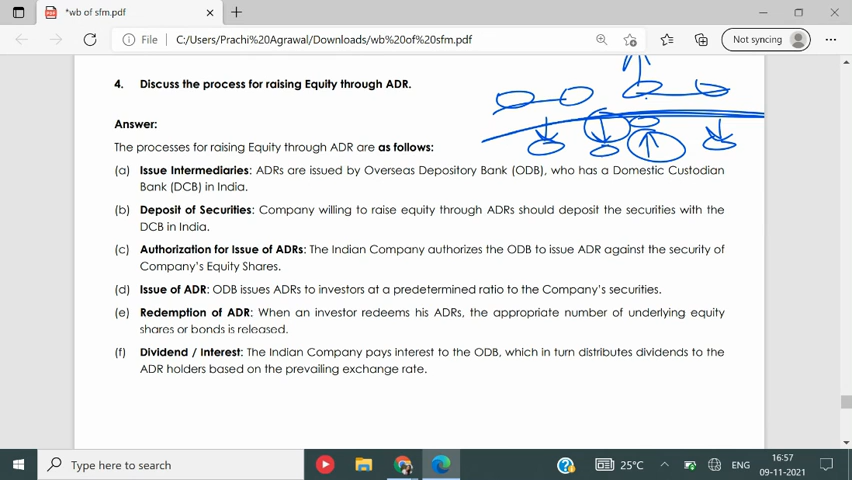 *wb of sfm.pdf
File
C:/Users/Prachi%20Agrawal/Downloads/wb%20of%20sfm.pdf
Not syncing
4. Discuss the process for raising Equity through ADR.
Answer:
The processes for raising Equity through ADR are as follows:
(a) Issue Intermediaries: ADRs are issued by Overseas Depository Bank (ODB), who has a Domestic Custodian
Bank (DCB) in India.
(b) Deposit of Securities: Company willing to raise equity through ADRs should deposit the securities with the
DCB in India.
(c) Authorization for Issue of ADRs: The Indian Company authorizes the ODB to issue ADR against the security of
Company's Equity Shares.
(d) Issue of ADR: ODB issues ADRs to investors at a predetermined ratio to the Company's securities.
(e) Redemption of ADR: When an investor redeems his ADRs, the appropriate number of underlying equity
shares or bonds is released.
(f) Dividend / Interest: The Indian Company pays interest to the ODB, which in turn distributes dividends to the
ADR holders based on the prevailing exchange rate.
Type here to search
25°C
ENG
16:57
09-11-2021